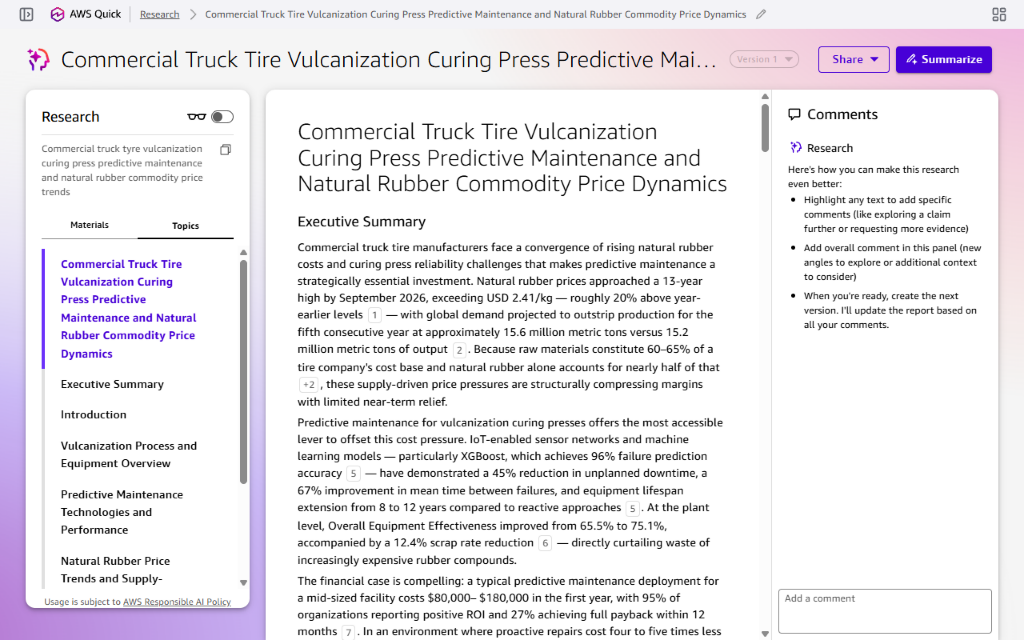 AWS Quick
Research
Commercial Truck Tire Vulcanization Curing Press Predictive Maintenance and Natural Rubber Commodity Price Dynamics
Commercial Truck Tire Vulcanization Curing Press Predictive Mai...
Version 1
Share
Summarize
Research
Commercial truck tyre vulcanization
curing press predictive maintenance
and natural rubber commodity price
trends
Materials
Topics
Commercial Truck Tire
Vulcanization Curing
Press Predictive
Maintenance and Natural
Rubber Commodity Price
Dynamics
Executive Summary
Introduction
Vulcanization Process and
Equipment Overview
Predictive Maintenance
Technologies and
Performance
Natural Rubber Price
Trends and Supply-
Usage is subject to AWS Responsible AI Policy
Commercial Truck Tire Vulcanization
Curing Press Predictive Maintenance and
Natural Rubber Commodity Price Dynamics
Executive Summary
Commercial truck tire manufacturers face a convergence of rising natural rubber
costs and curing press reliability challenges that makes predictive maintenance a
strategically essential investment. Natural rubber prices approached a 13-year
high by September 2026, exceeding USD 2.41/kg — roughly 20% above year-
earlier levels 1 — with global demand projected to outstrip production for the
fifth consecutive year at approximately 15.6 million metric tons versus 15.2
million metric tons of output 2 . Because raw materials constitute 60–65% of a
tire company's cost base and natural rubber alone accounts for nearly half of that
+2 , these supply-driven price pressures are structurally compressing margins
with limited near-term relief.
Predictive maintenance for vulcanization curing presses offers the most accessible
lever to offset this cost pressure. IoT-enabled sensor networks and machine
learning models — particularly XGBoost, which achieves 96% failure prediction
accuracy 5 — have demonstrated a 45% reduction in unplanned downtime, a
67% improvement in mean time between failures, and equipment lifespan
extension from 8 to 12 years compared to reactive approaches 5 . At the plant
level, Overall Equipment Effectiveness improved from 65.5% to 75.1%,
accompanied by a 12.4% scrap rate reduction 6 — directly curtailing waste of
increasingly expensive rubber compounds.
The financial case is compelling: a typical predictive maintenance deployment for
a mid-sized facility costs $80,000– $180,000 in the first year, with 95% of
organizations reporting positive ROI and 27% achieving full payback within 12
months 7 . In an environment where proactive repairs cost four to five times less
Comments
Research
Here's how you can make this research
even better:
• Highlight any text to add specific
comments (like exploring a claim
further or requesting more evidence)
• Add overall comment in this panel (new
angles to explore or additional context
to consider)
• When you're ready, create the next
version. I'll update the report based on
all your comments.
Add a comment